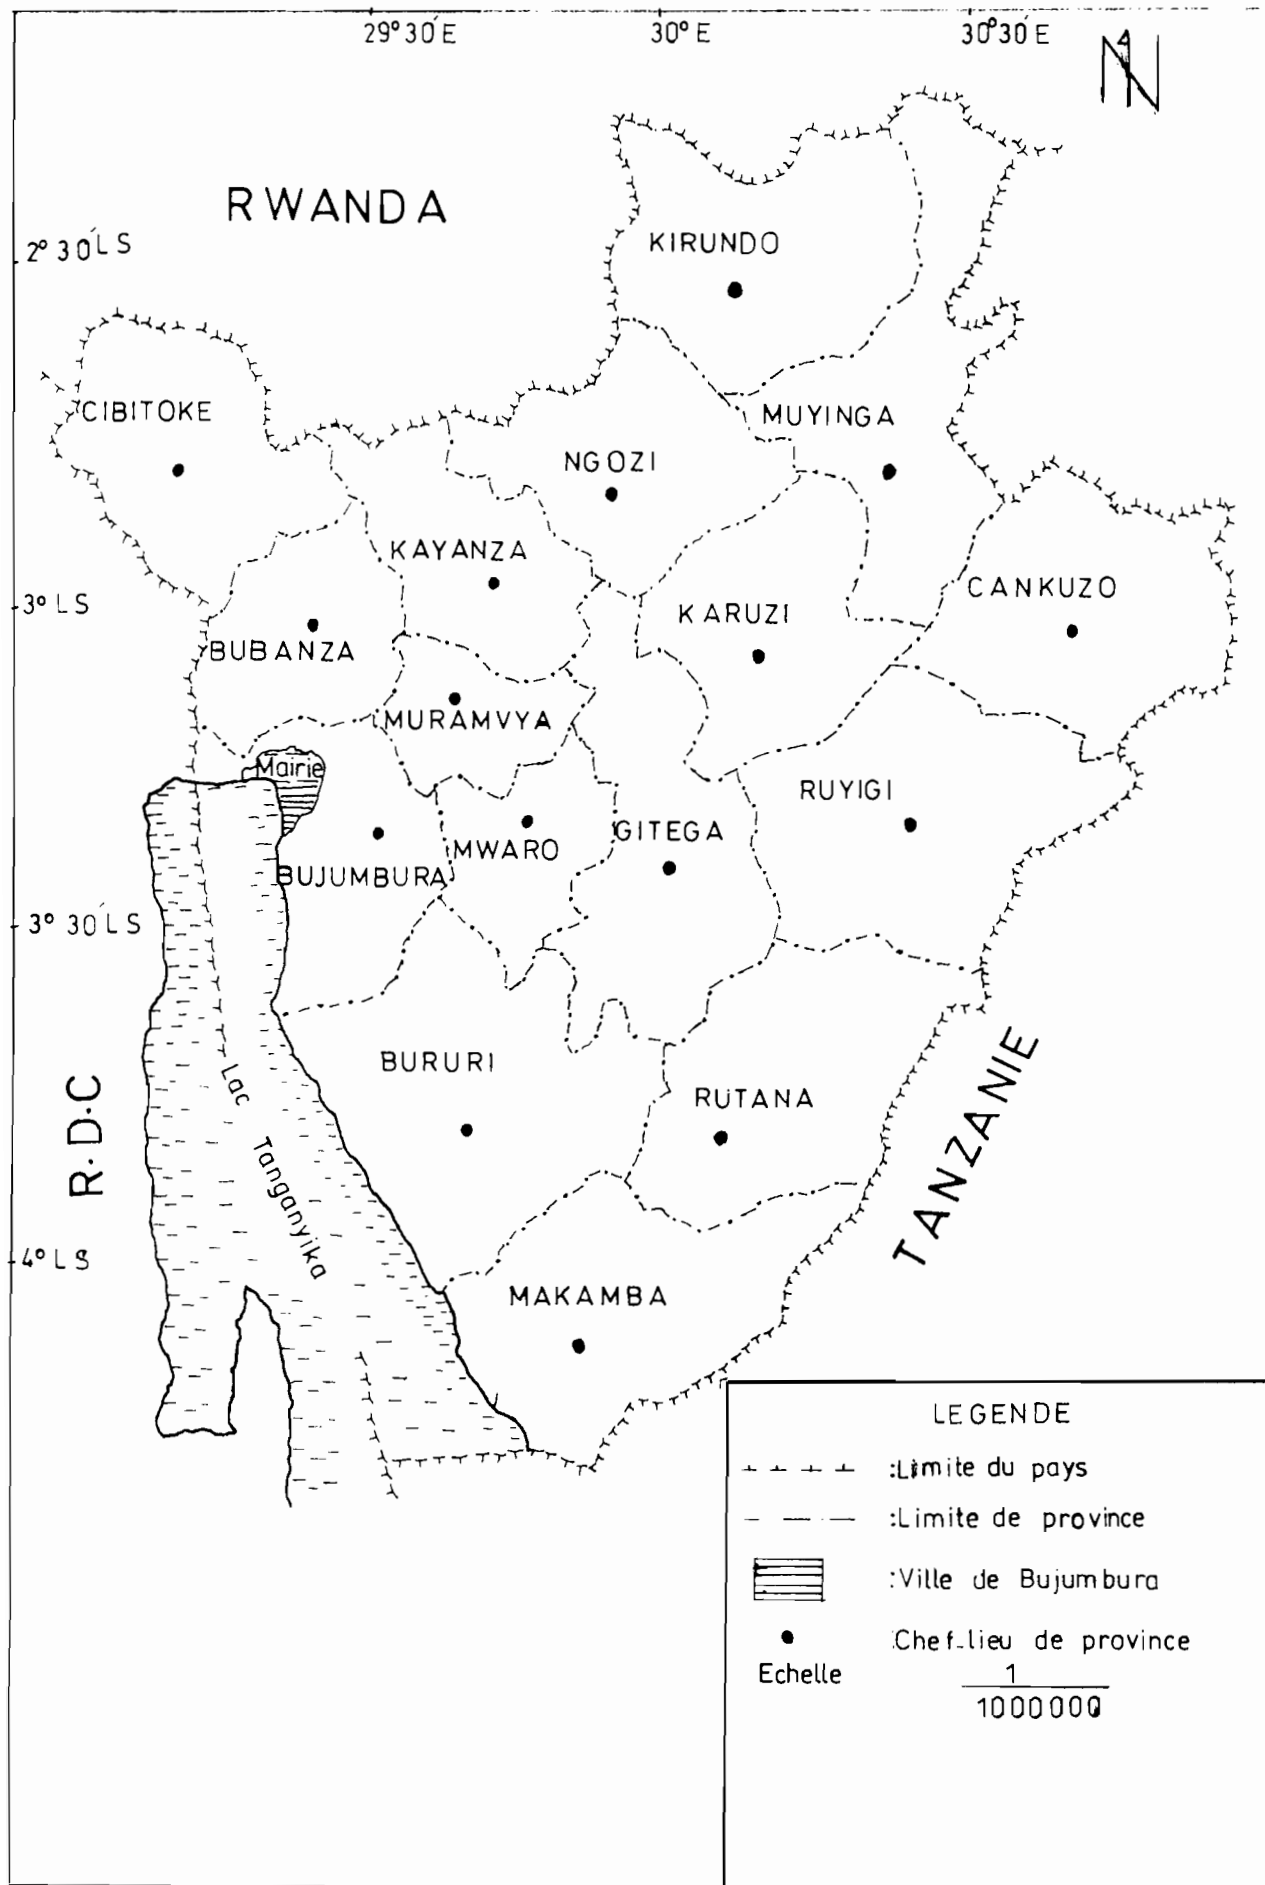 29°30'E
30°E
30°30'E
N
RWANDA
2°30'LS
KIRUNDO
CIBITOKE
MUYINGA
NGOZI
KAYANZA
CANKUZO
3°LS
KARUZI
BUBANZA
MURAMVYA
Mairie
RUYIGI
GITEGA
MWARO
BUJUMBURA
3°30'LS
BURURI
RUTANA
R.D.C
Lac
Tanganyika
TANZANIE
4°LS
MAKAMBA
LEGENDE
:Limite du pays
:Limite de province
:Ville de Bujumbura
:Chef-lieu de province
Echelle
1
1000000